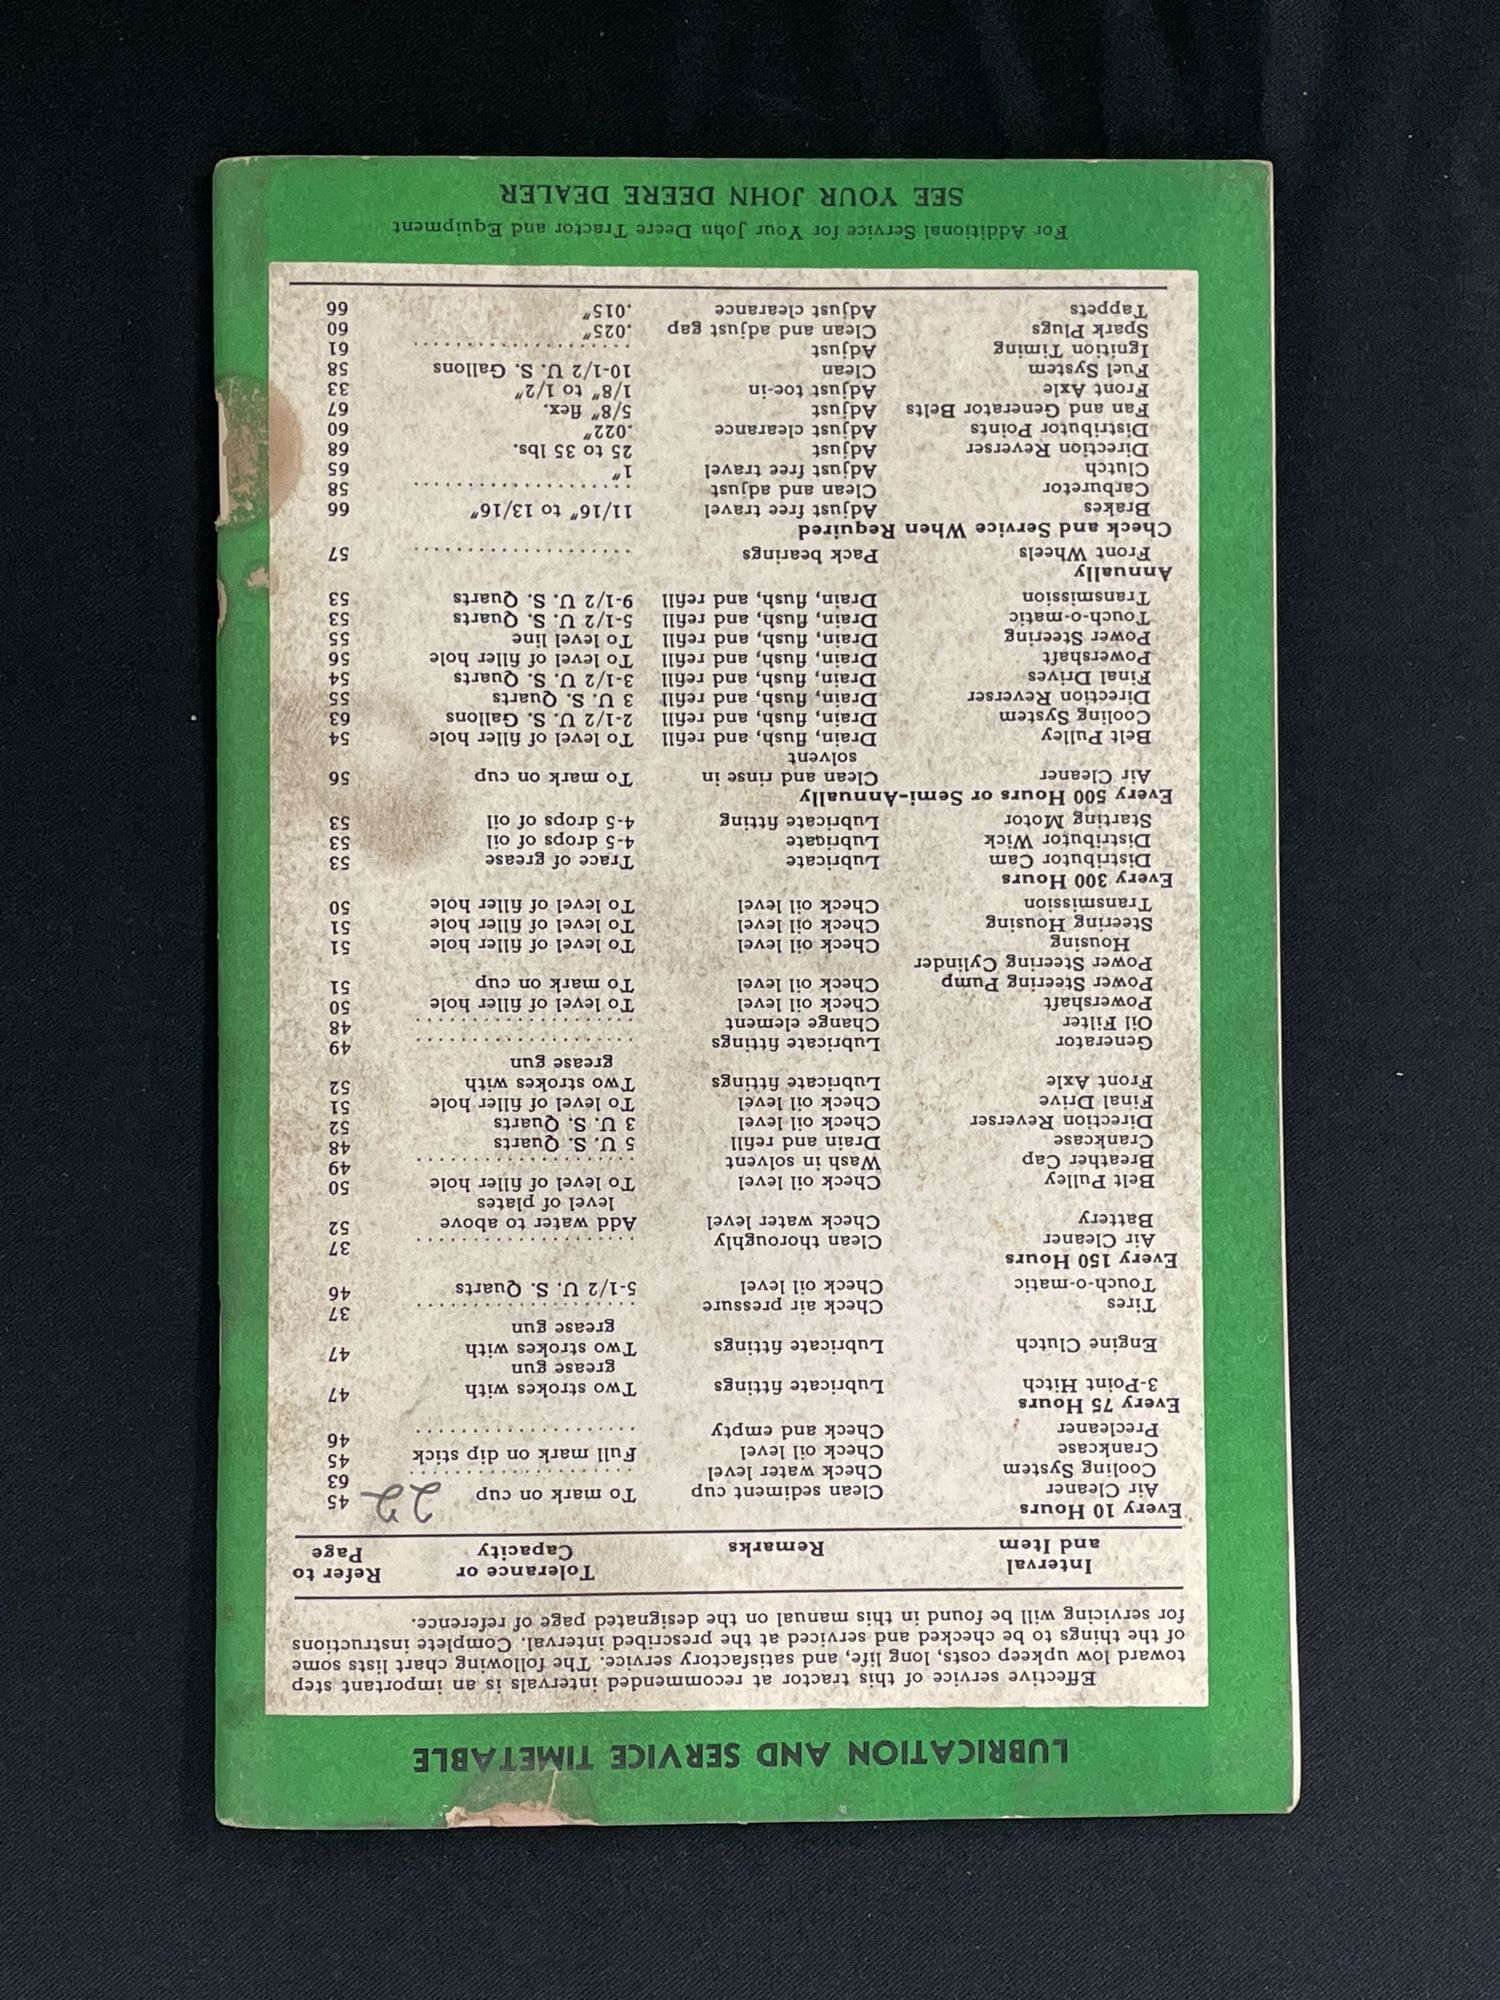 LUBRICATION AND SERVICE TIMETABLE
Effective service of this tractor at recommended intervals is an important step
toward low upkeep costs, long life, and satisfactory service. The following chart lists some
of the things to be checked and serviced at the prescribed interval. Complete instructions
for servicing will be found in this manual on the designated page of reference.
Interval Tolerance or Refer to
and Item Remarks Capacity Page
Every 10 Hours
Air Cleaner Clean sediment cup To mark on cup 22 45
Cooling System Check water level .................... 63
Crankcase Check oil level Full mark on dip stick 45
Precleaner Check and empty .................... 46
Every 75 Hours
3-Point Hitch Lubricate fittings Two strokes with 47
grease gun
Engine Clutch Lubricate fittings Two strokes with 47
grease gun
Tires Check air pressure .................... 37
Touch-o-matic Check oil level 5-1/2 U. S. Quarts 46
Every 150 Hours
Air Cleaner Clean thoroughly .................... 37
Battery Check water level Add water to above 52
level of plates
Belt Pulley Check oil level To level of filler hole 50
Breather Cap Wash in solvent .................... 49
Crankcase Drain and refill 5 U. S. Quarts 48
Direction Reverser Check oil level 3 U. S. Quarts 52
Final Drive Check oil level To level of filler hole 51
Front Axle Lubricate fittings Two strokes with 52
grease gun
Generator Lubricate fittings .................... 49
Oil Filter Change element .................... 48
Powershaft Check oil level To level of filler hole 50
Power Steering Pump Check oil level To mark on cup 51
Power Steering Cylinder
Housing Check oil level To level of filler hole 51
Steering Housing Check oil level To level of filler hole 51
Transmission Check oil level To level of filler hole 50
Every 300 Hours
Distributor Cam Lubricate Trace of grease 53
Distributor Wick Lubricate 4-5 drops of oil 53
Starting Motor Lubricate fitting 4-5 drops of oil 53
Every 500 Hours or Semi-Annually
Air Cleaner Clean and rinse in To mark on cup 56
solvent
Belt Pulley Drain, flush, and refill To level of filler hole 54
Cooling System Drain, flush, and refill 2-1/2 U. S. Gallons 63
Direction Reverser Drain, flush, and refill 3 U. S. Quarts 55
Final Drives Drain, flush, and refill 3-1/2 U. S. Quarts 54
Powershaft Drain, flush, and refill To level of filler hole 56
Power Steering Drain, flush, and refill To level line 55
Touch-o-matic Drain, flush, and refill 5-1/2 U. S. Quarts 53
Transmission Drain, flush, and refill 9-1/2 U. S. Quarts 53
Annually
Front Wheels Pack bearings .................... 57
Check and Service When Required
Brakes Adjust free travel 11/16" to 13/16" 66
Carburetor Clean and adjust .................... 58
Clutch Adjust free travel 1" 65
Direction Reverser Adjust 25 to 35 lbs. 68
Distributor Points Adjust clearance .022" 60
Fan and Generator Belts Adjust 5/8" flex. 67
Front Axle Adjust toe-in 1/8" to 1/2" 33
Fuel System Clean 10-1/2 U. S. Gallons 58
Ignition Timing Adjust .................... 61
Spark Plugs Clean and adjust gap .025" 60
Tappets Adjust clearance .015" 66
For Additional Service for Your John Deere Tractor and Equipment
SEE YOUR JOHN DEERE DEALER